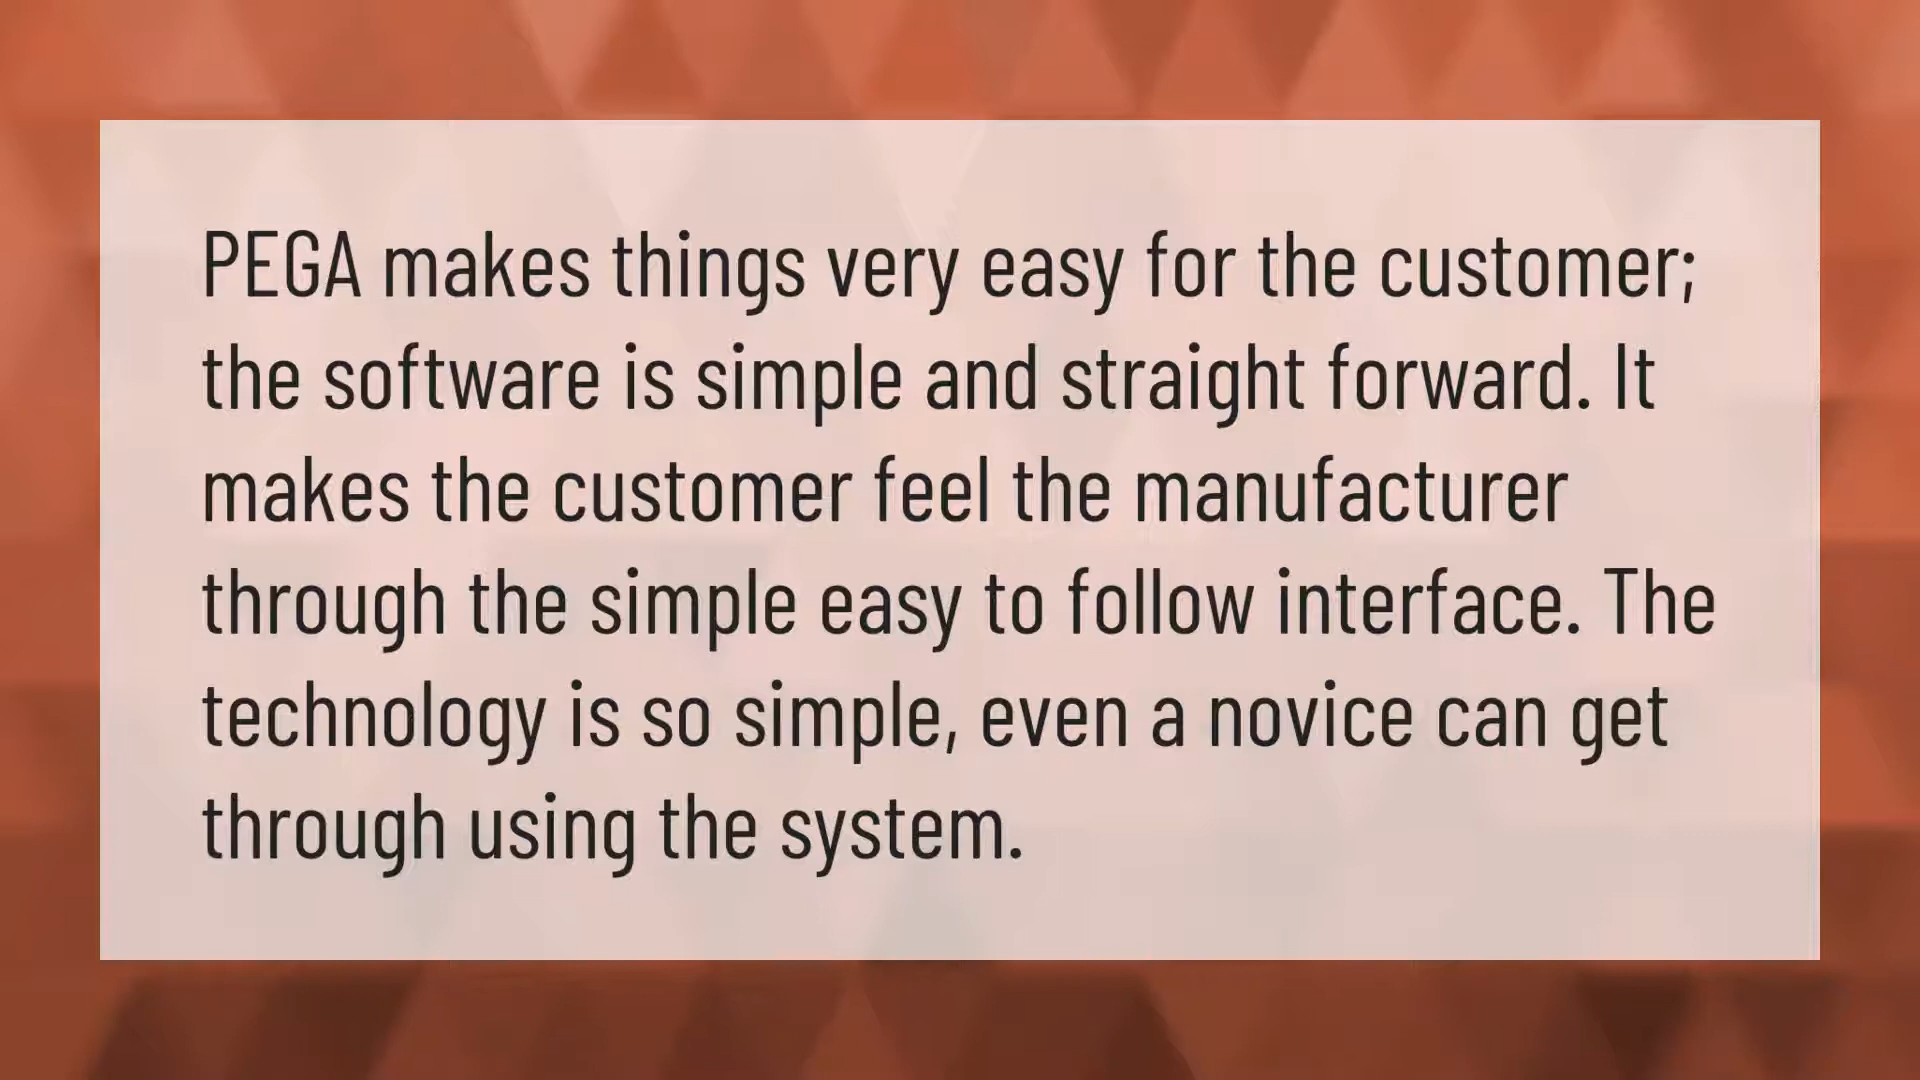 PEGA makes things very easy for the customer;
the software is simple and straight forward. It
makes the customer feel the manufacturer
through the simple easy to follow interface. The
technology is so simple, even a novice can get
through using the system.